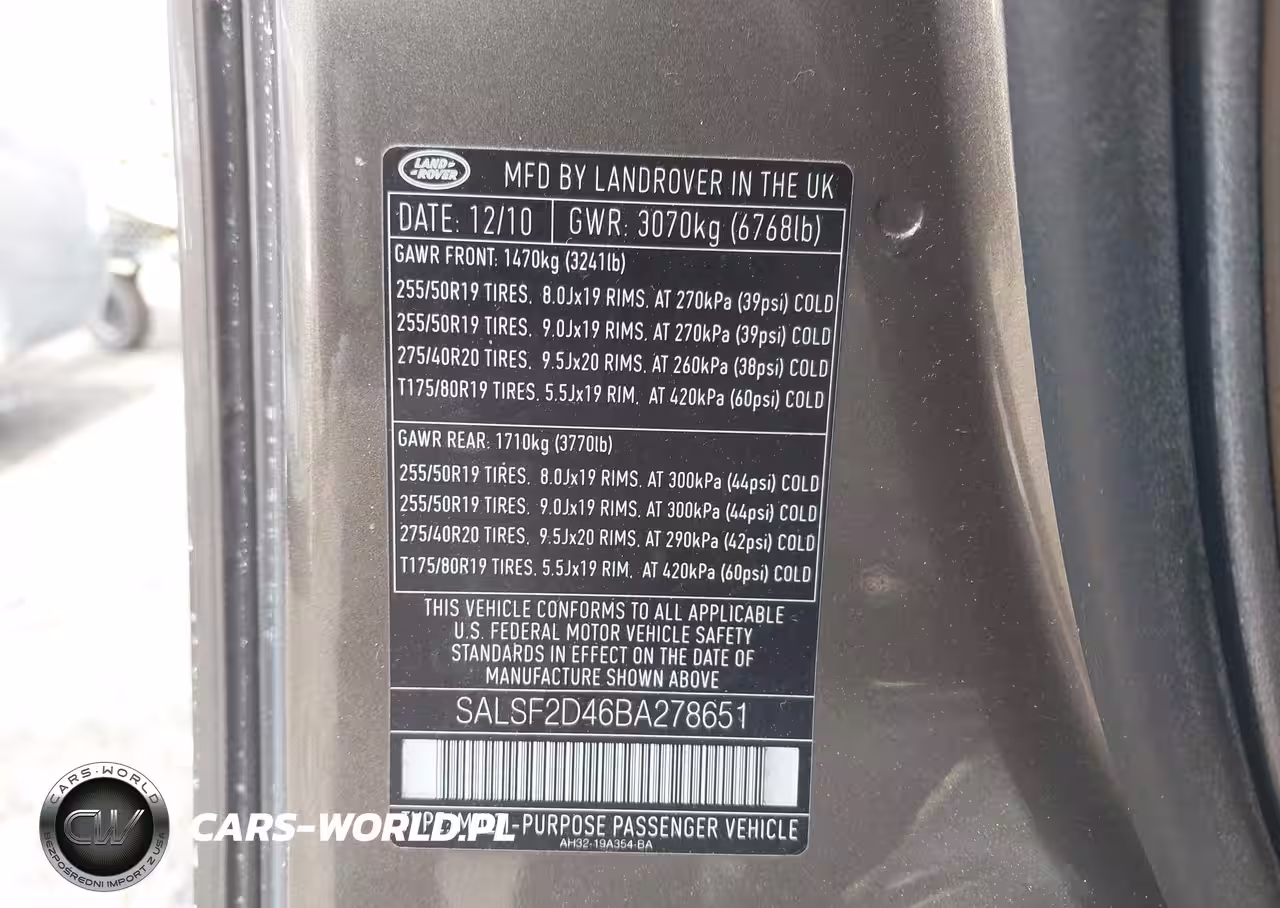 LAND ROVER
MFD BY LANDROVER IN THE UK
DATE: 12/10 GWR: 3070kg (6768lb)
GAWR FRONT: 1470kg (3241lb)
255/50R19 TIRES, 8.0Jx19 RIMS, AT 270kPa (39psi) COLD
255/50R19 TIRES, 9.0Jx19 RIMS, AT 270kPa (39psi) COLD
275/40R20 TIRES, 9.5Jx20 RIMS, AT 260kPa (38psi) COLD
T175/80R19 TIRES, 5.5Jx19 RIM, AT 420kPa (60psi) COLD
GAWR REAR: 1710kg (3770lb)
255/50R19 TIRES, 8.0Jx19 RIMS, AT 300kPa (44psi) COLD
255/50R19 TIRES, 9.0Jx19 RIMS, AT 300kPa (44psi) COLD
275/40R20 TIRES, 9.5Jx20 RIMS, AT 290kPa (42psi) COLD
T175/80R19 TIRES, 5.5Jx19 RIM, AT 420kPa (60psi) COLD
THIS VEHICLE CONFORMS TO ALL APPLICABLE
U.S. FEDERAL MOTOR VEHICLE SAFETY
STANDARDS IN EFFECT ON THE DATE OF
MANUFACTURE SHOWN ABOVE
SALSF2D46BA278651
-PURPOSE PASSENGER VEHICLE
AH32-19A354-BA
CARS-WORLD
CW
BEZPOŚREDNI IMPORT Z USA
CARS-WORLD.PL